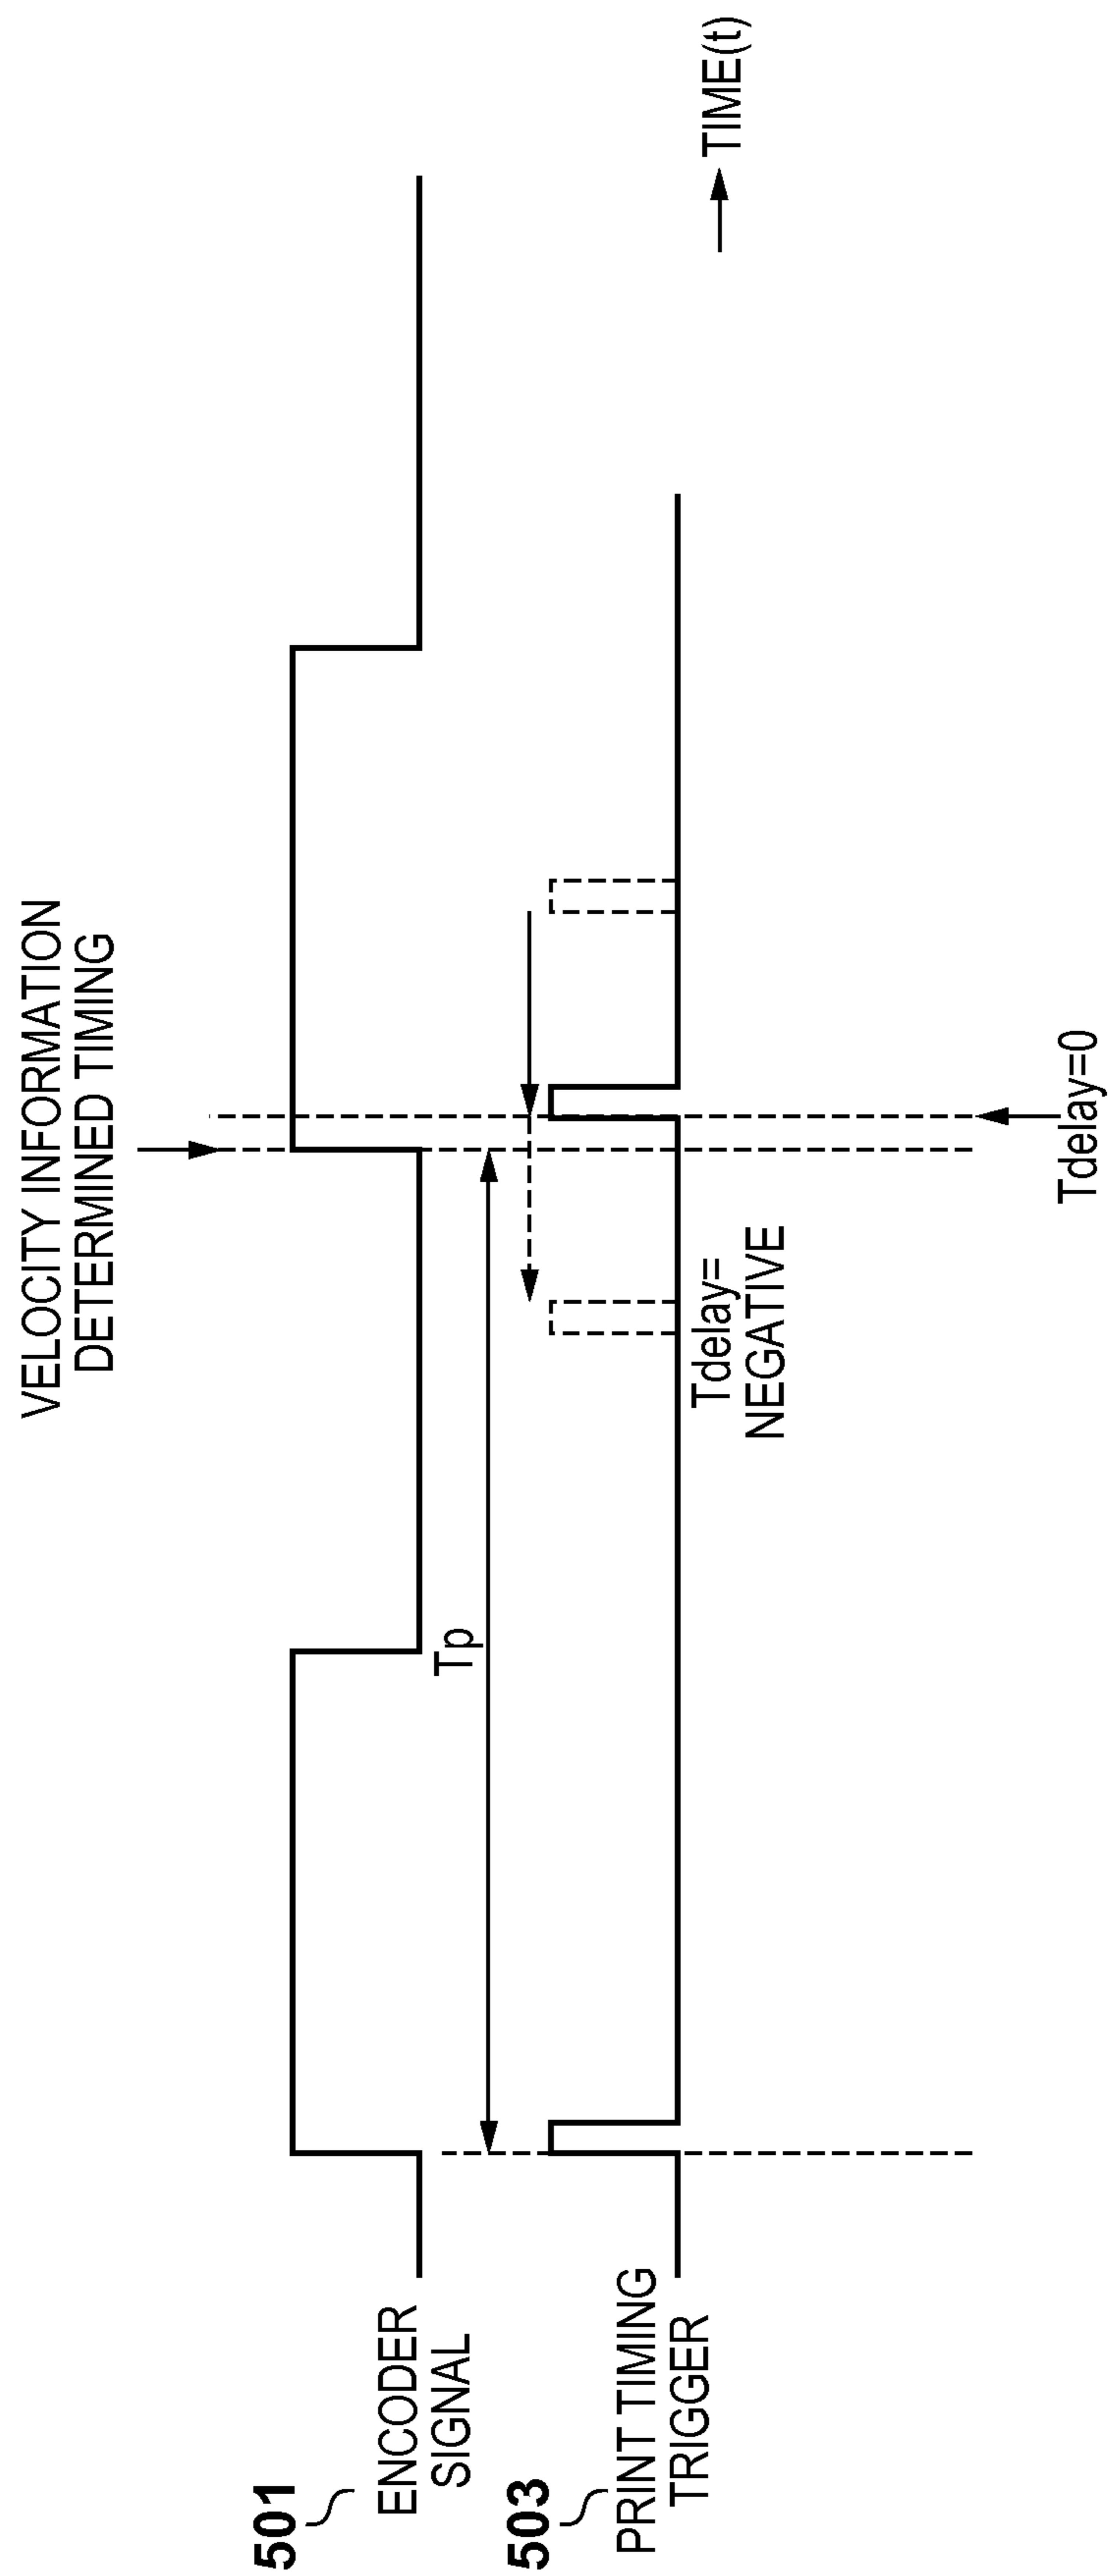 VELOCITY INFORMATION
DETERMINED TIMING
501
ENCODER
SIGNAL
Tp
503
PRINT TIMING
TRIGGER
Tdelay=
NEGATIVE
TIME(t)
Tdelay=0